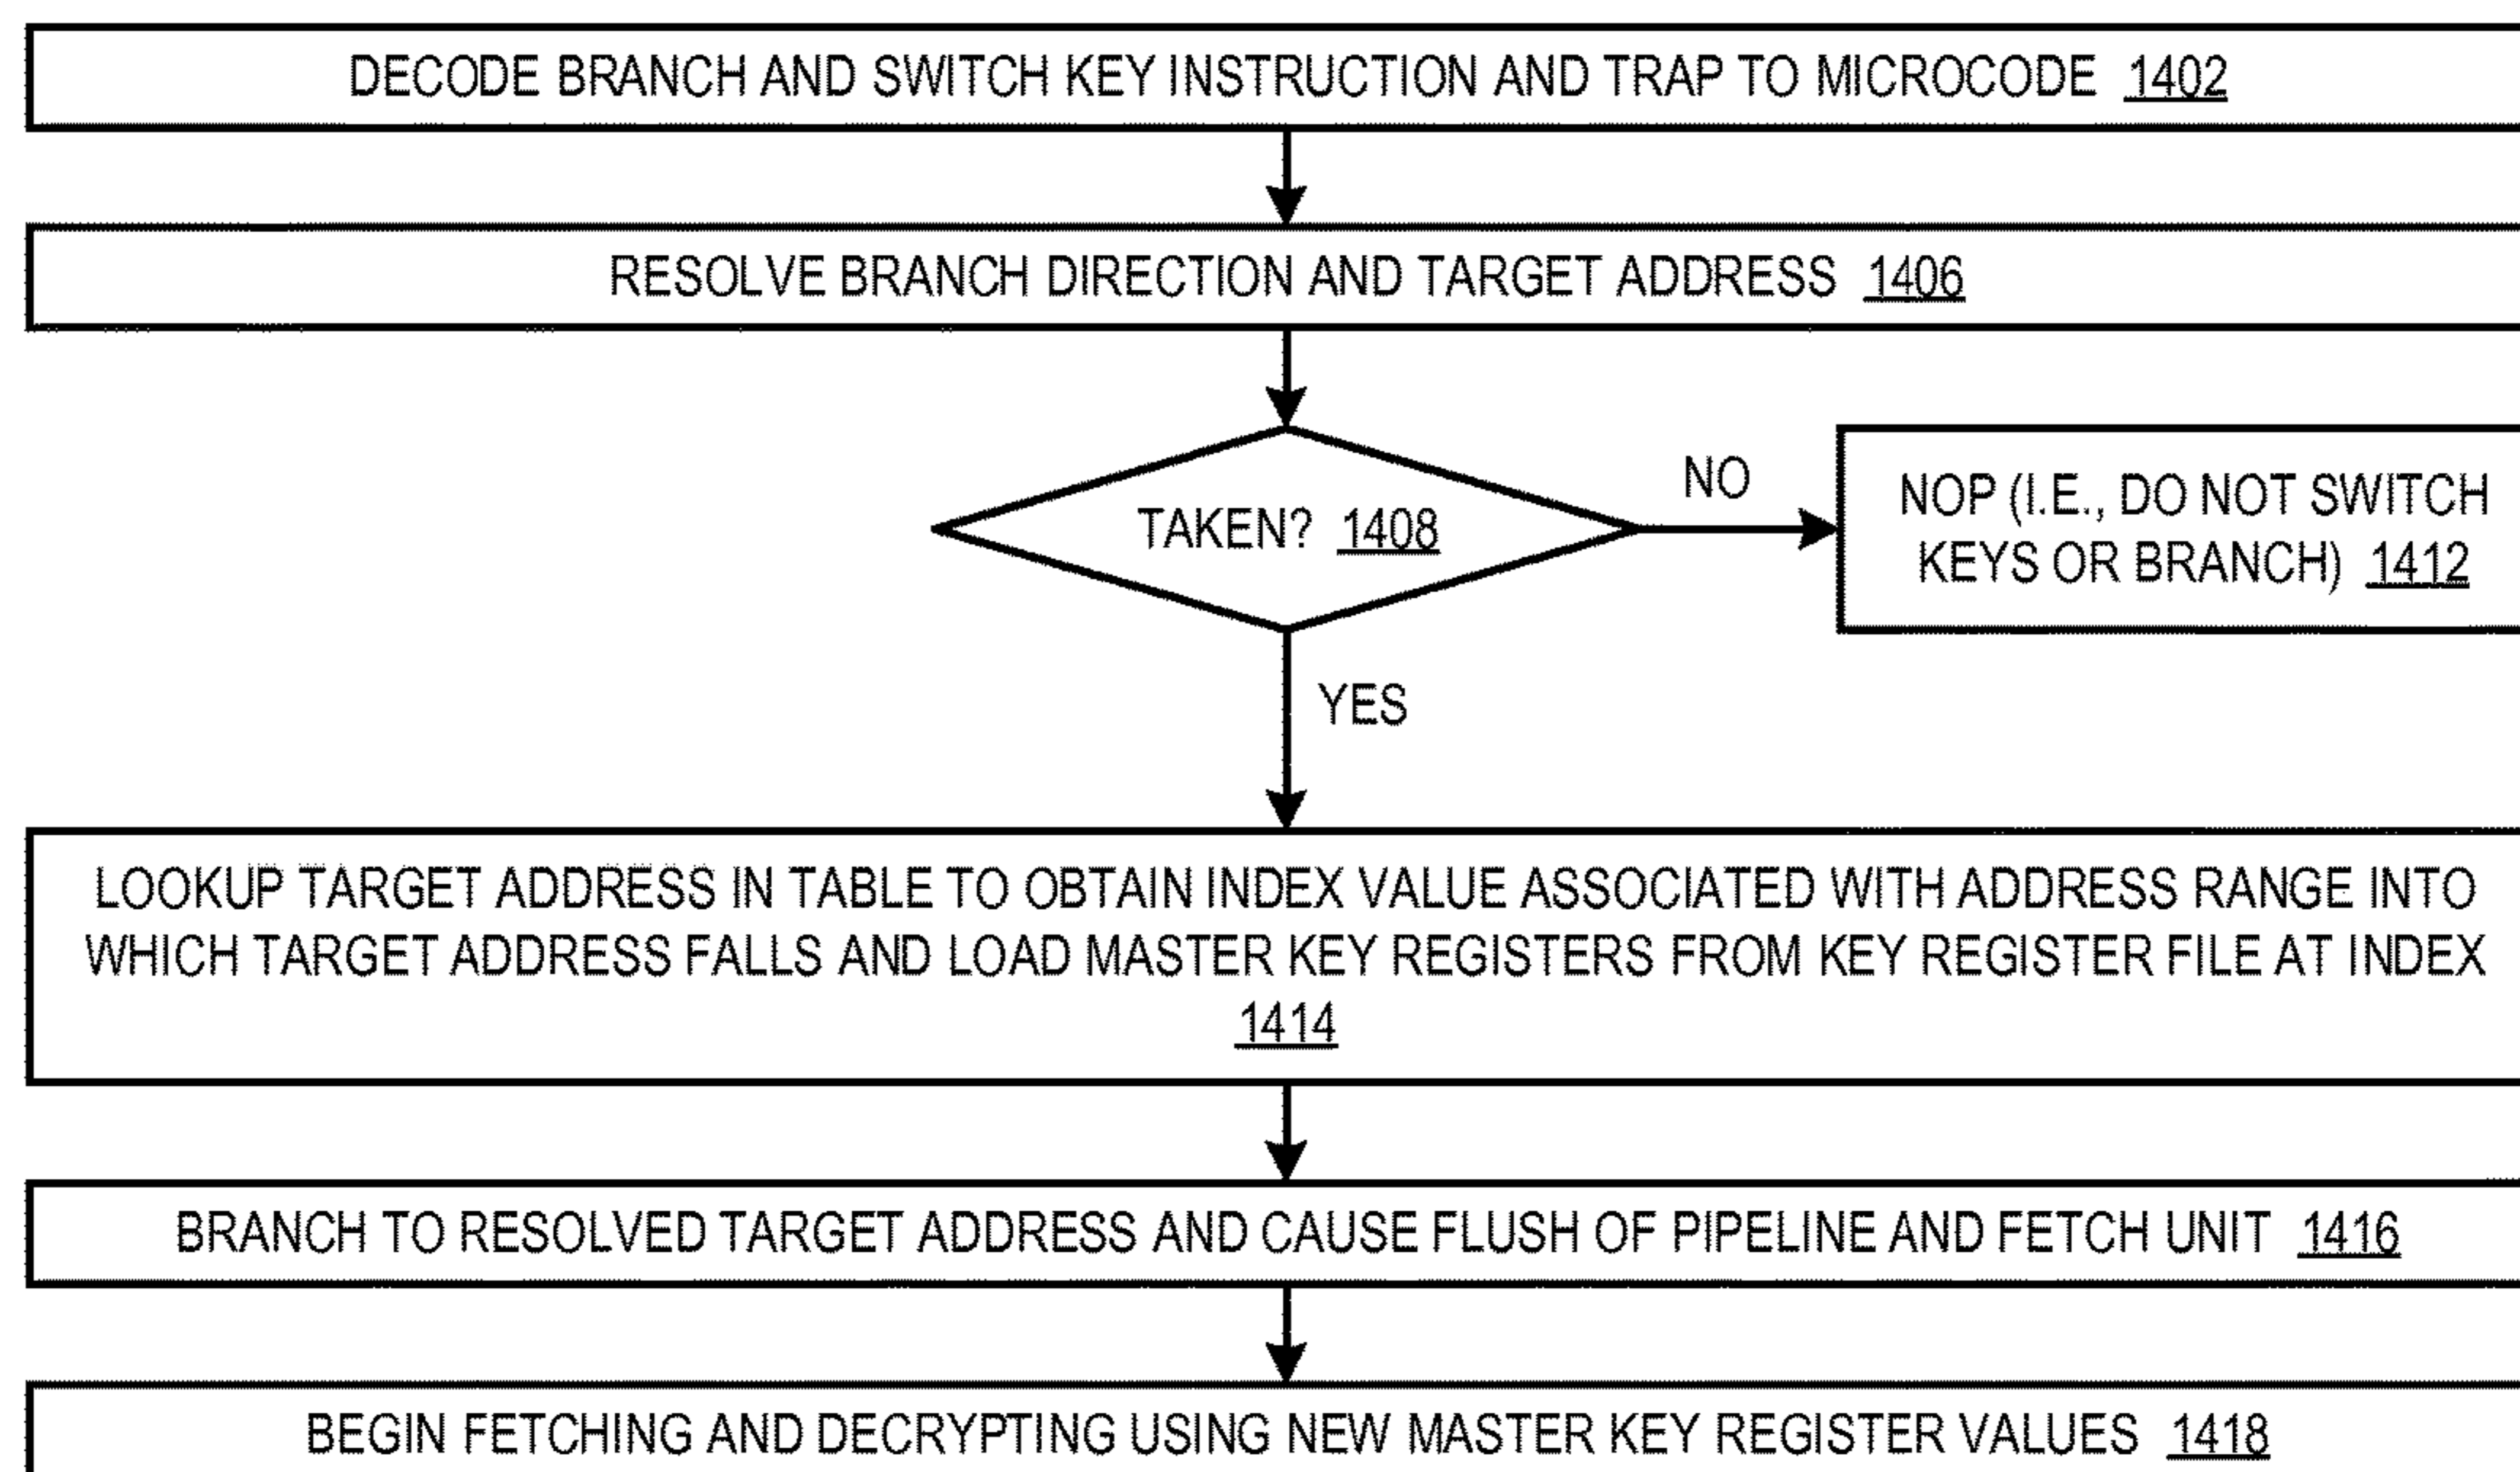 DECODE BRANCH AND SWITCH KEY INSTRUCTION AND TRAP TO MICROCODE 1402
RESOLVE BRANCH DIRECTION AND TARGET ADDRESS 1406
TAKEN? 1408
NO
NOP (I.E., DO NOT SWITCH
KEYS OR BRANCH) 1412
YES
LOOKUP TARGET ADDRESS IN TABLE TO OBTAIN INDEX VALUE ASSOCIATED WITH ADDRESS RANGE INTO
WHICH TARGET ADDRESS FALLS AND LOAD MASTER KEY REGISTERS FROM KEY REGISTER FILE AT INDEX
1414
BRANCH TO RESOLVED TARGET ADDRESS AND CAUSE FLUSH OF PIPELINE AND FETCH UNIT 1416
BEGIN FETCHING AND DECRYPTING USING NEW MASTER KEY REGISTER VALUES 1418